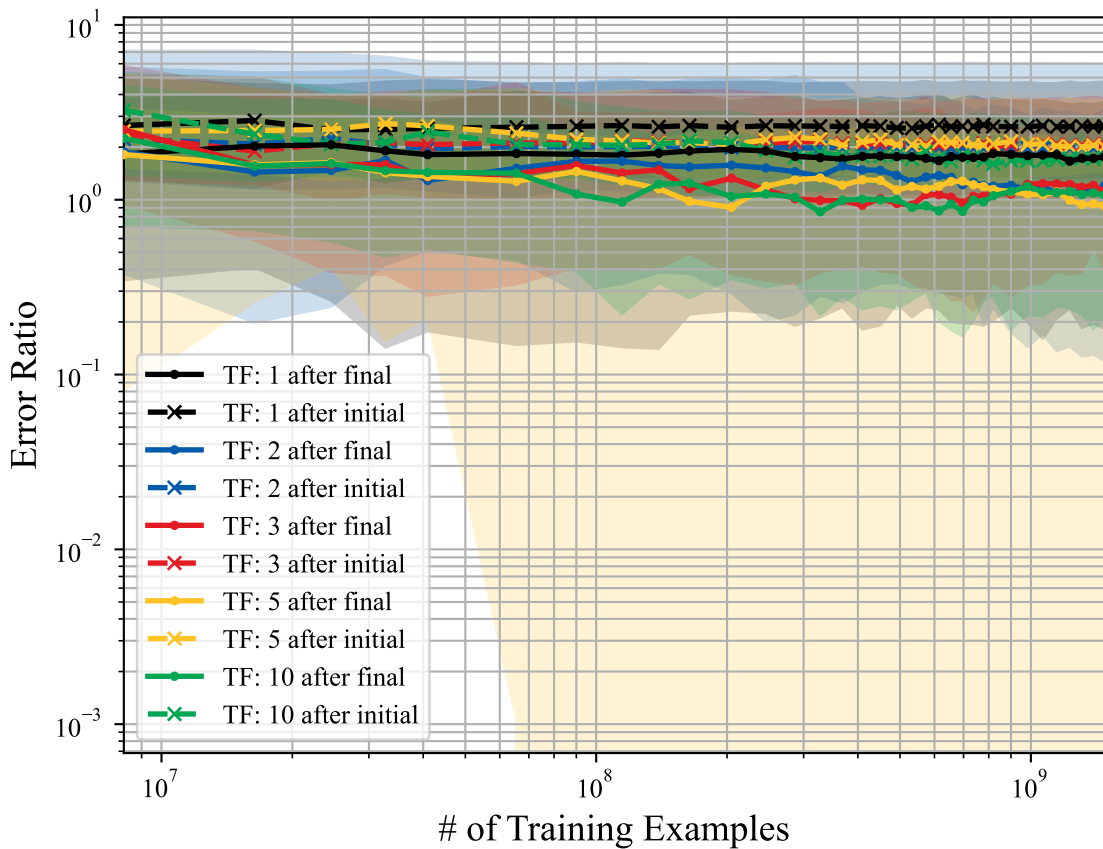 10^1
10^0
10^−1
10^−2
10^−3
Error Ratio
TF: 1 after final
TF: 1 after initial
TF: 2 after final
TF: 2 after initial
TF: 3 after final
TF: 3 after initial
TF: 5 after final
TF: 5 after initial
TF: 10 after final
TF: 10 after initial
10^7
10^8
10^9
# of Training Examples